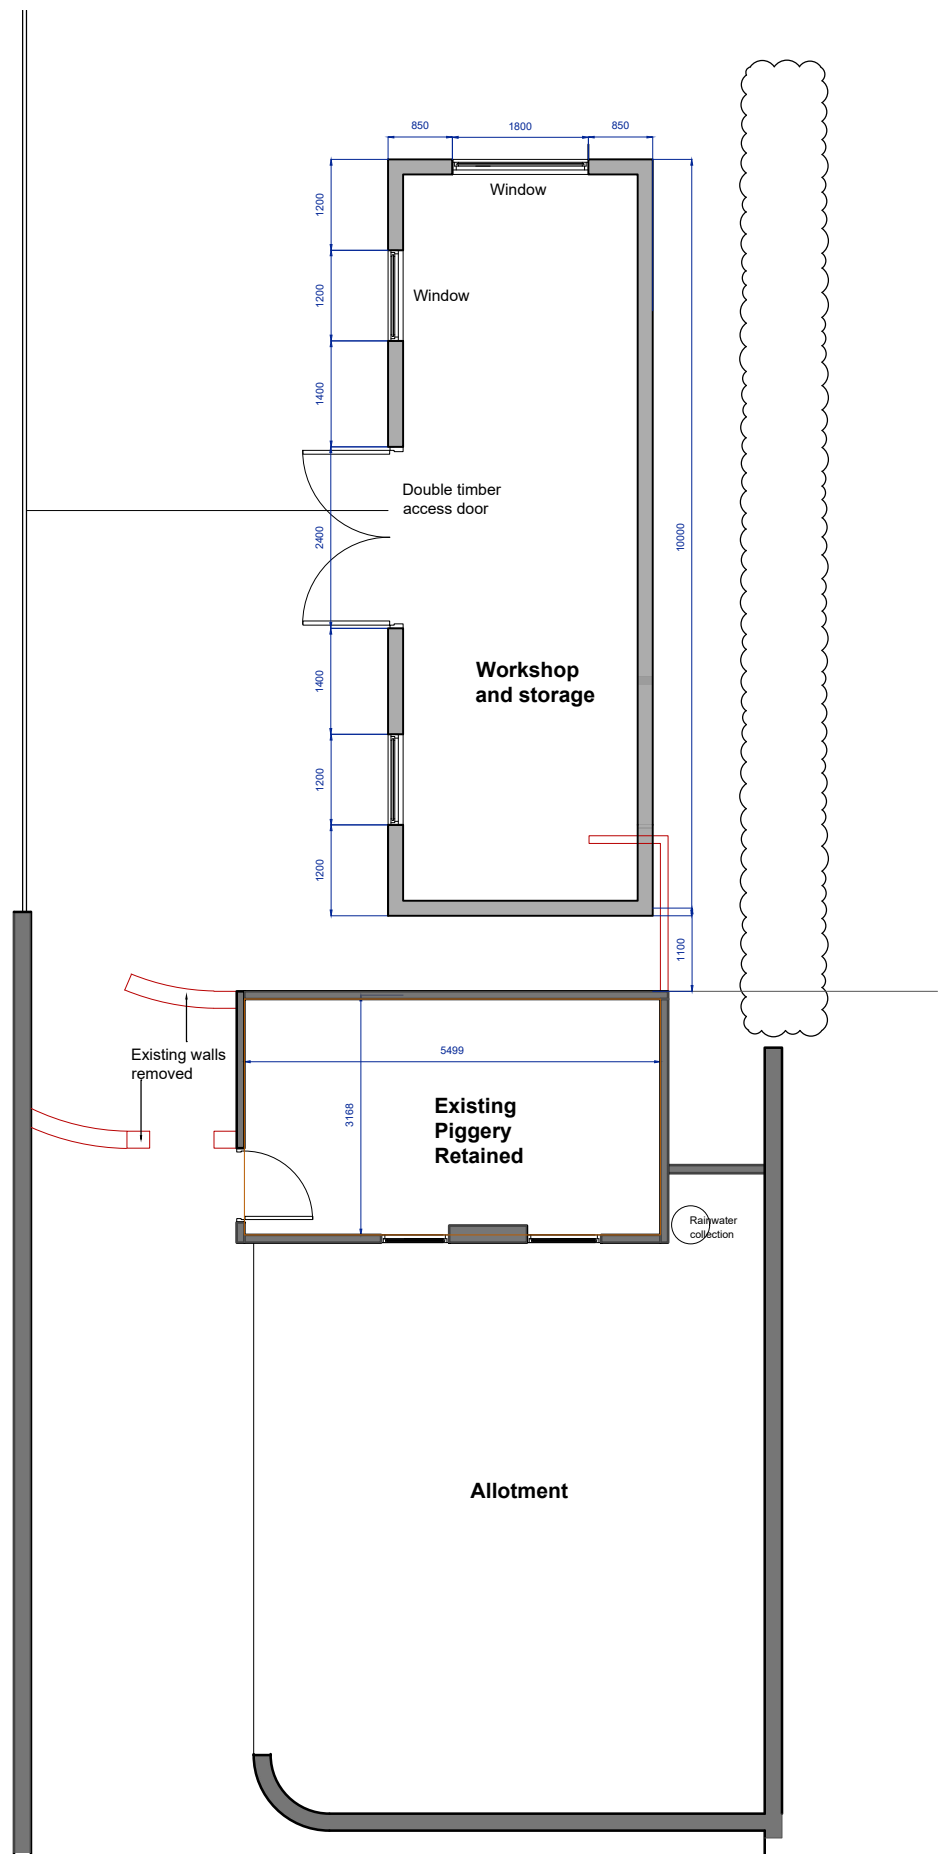 850
1800
850
Window
1200
1200
Window
1400
Double timber
access door
2400
10000
1400
Workshop
and storage
1200
1200
1100
Existing walls
removed
5499
3168
Existing
Piggery
Retained
Rainwater
collection
Allotment